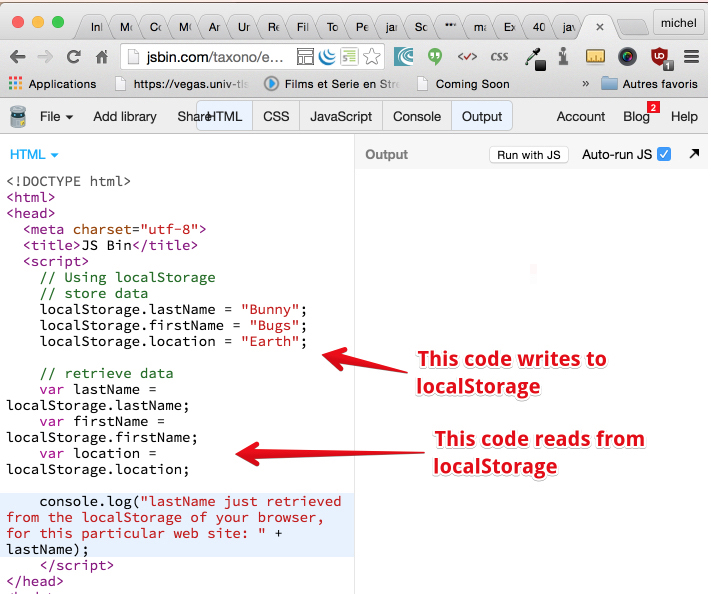 InI
Mo
Co
M(
Ar
Ur
Re
Fil
To
Pe
jar
Sc
"*
ma
Ex
40
jav
michel
jsbin.com/taxono/e...
css
1
Applications
https://vegas.univ-tls
Films et Serie en Stre
Coming Soon
»
Autres favoris
File
Add library
Share
HTML
CSS
JavaScript
Console
Output
Account
Blog
2
Help
HTML
Output
Run with JS
Auto-run JS
<!DOCTYPE html>
<html>
<head>
<meta charset="utf-8">
<title>JS Bin</title>
<script>
// Using localStorage
// store data
localStorage.lastName = "Bunny";
localStorage.firstName = "Bugs";
localStorage.location = "Earth";
This code writes to
localStorage
// retrieve data
var lastName =
localStorage.lastName;
var firstName =
localStorage.firstName;
var location =
localStorage.location;
This code reads from
localStorage
console.log("lastName just retrieved
from the localStorage of your browser,
for this particular web site: " +
lastName);
</script>
</head>